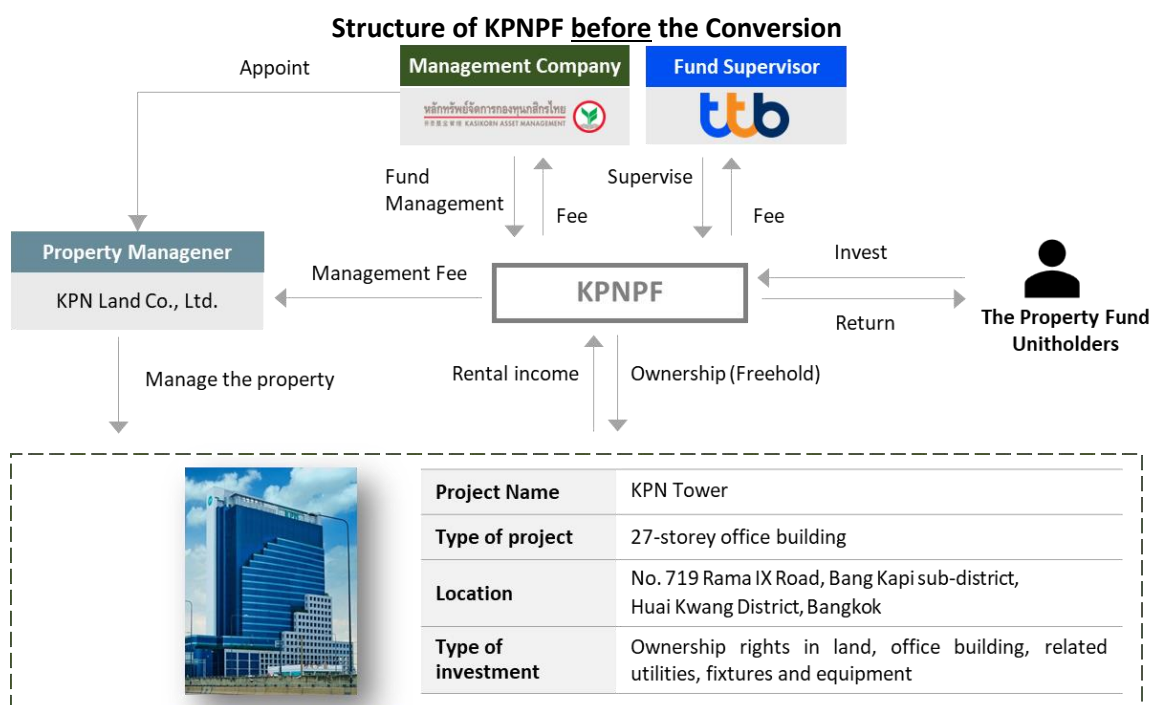 Structure of KPNPF before the Conversion
Appoint
Management Company
หลักทรัพย์จัดการกองทุนกสิกรไทย
KASIKORN ASSET MANAGEMENT
Fund Supervisor
ttb
Fund
Management
Fee
Supervise
Fee
Property Managener
KPN Land Co., Ltd.
Management Fee
KPNPF
Invest
Return
The Property Fund
Unitholders
Manage the property
Rental income
Ownership (Freehold)
Project Name
KPN Tower
Type of project
27-storey office building
Location
No. 719 Rama IX Road, Bang Kapi sub-district,
Huai Kwang District, Bangkok
Type of
investment
Ownership rights in land, office building, related
utilities, fixtures and equipment